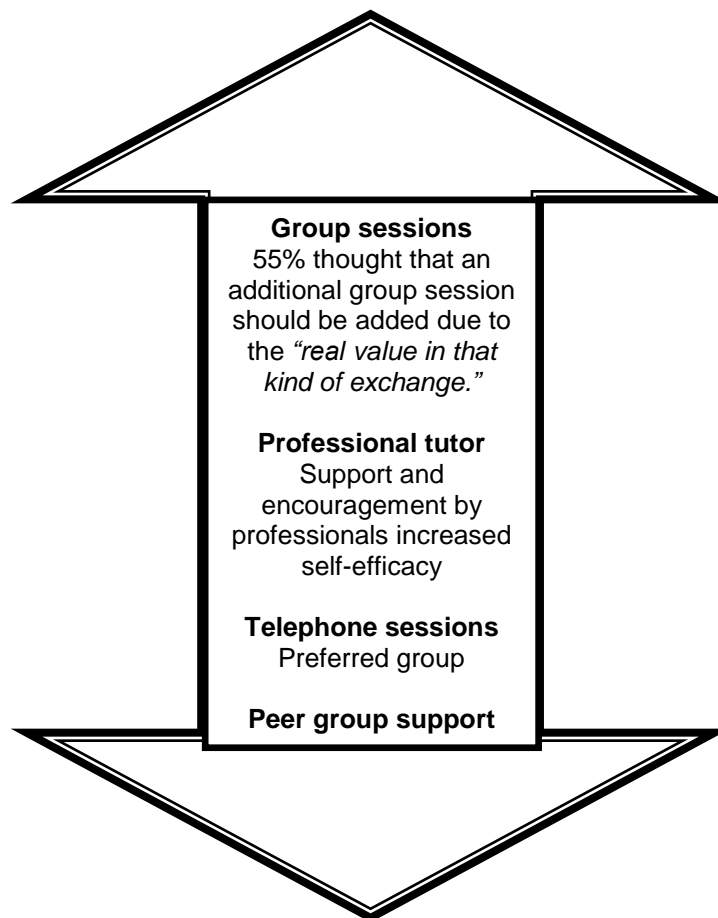 Group sessions
55% thought that an
additional group session
should be added due to
the “real value in that
kind of exchange.”
Professional tutor
Support and
encouragement by
professionals increased
self-efficacy
Telephone sessions
Preferred group
Peer group support